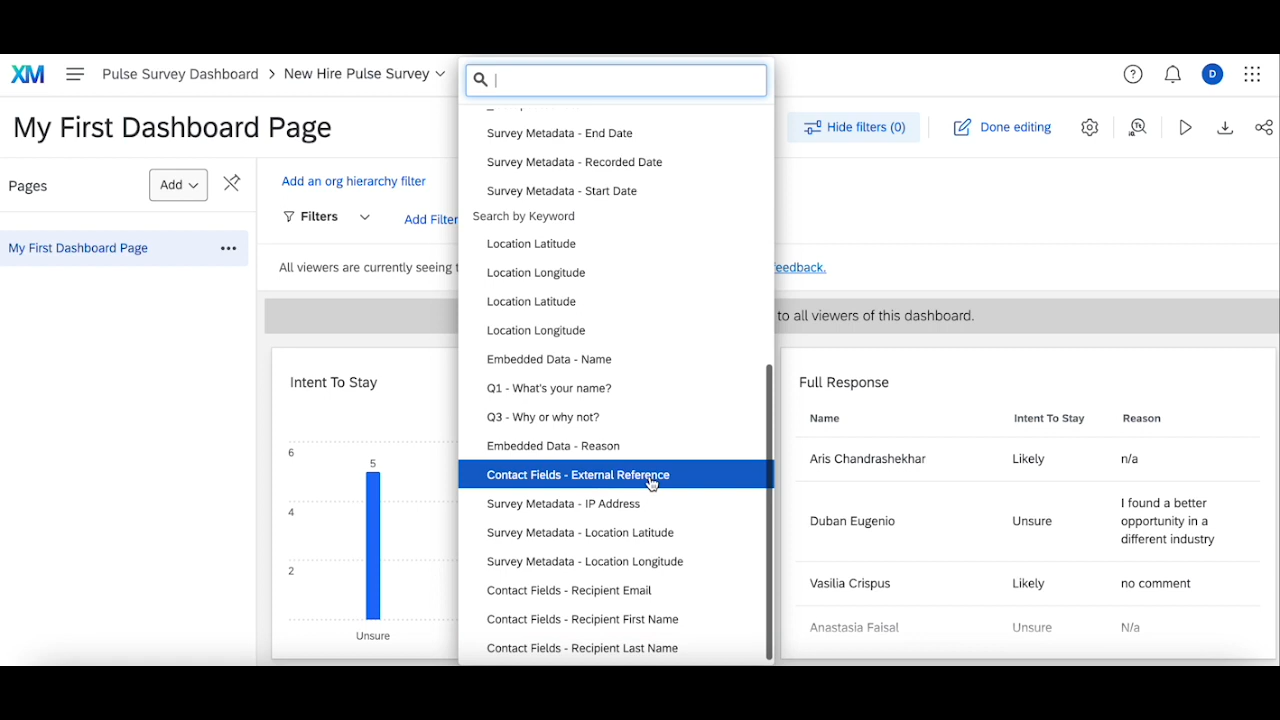 XM
Pulse Survey Dashboard > New Hire Pulse Survey
?
D
My First Dashboard Page
Hide filters (0)
Done editing
Pages
Add
My First Dashboard Page
Add an org hierarchy filter
Filters
Add Filter
All viewers are currently seeing
eedback.
to all viewers of this dashboard.
Survey Metadata - End Date
Survey Metadata - Recorded Date
Survey Metadata - Start Date
Search by Keyword
Location Latitude
Location Longitude
Location Latitude
Location Longitude
Embedded Data - Name
Q1 - What's your name?
Q3 - Why or why not?
Embedded Data - Reason
Contact Fields - External Reference
Survey Metadata - IP Address
Survey Metadata - Location Latitude
Survey Metadata - Location Longitude
Contact Fields - Recipient Email
Contact Fields - Recipient First Name
Contact Fields - Recipient Last Name
Intent To Stay
6
5
4
2
Unsure
Full Response
Name Intent To Stay Reason
Aris Chandrashekhar Likely n/a
Duban Eugenio Unsure I found a better
opportunity in a
different industry
Vasilia Crispus Likely no comment
Anastasia Faisal Unsure N/a